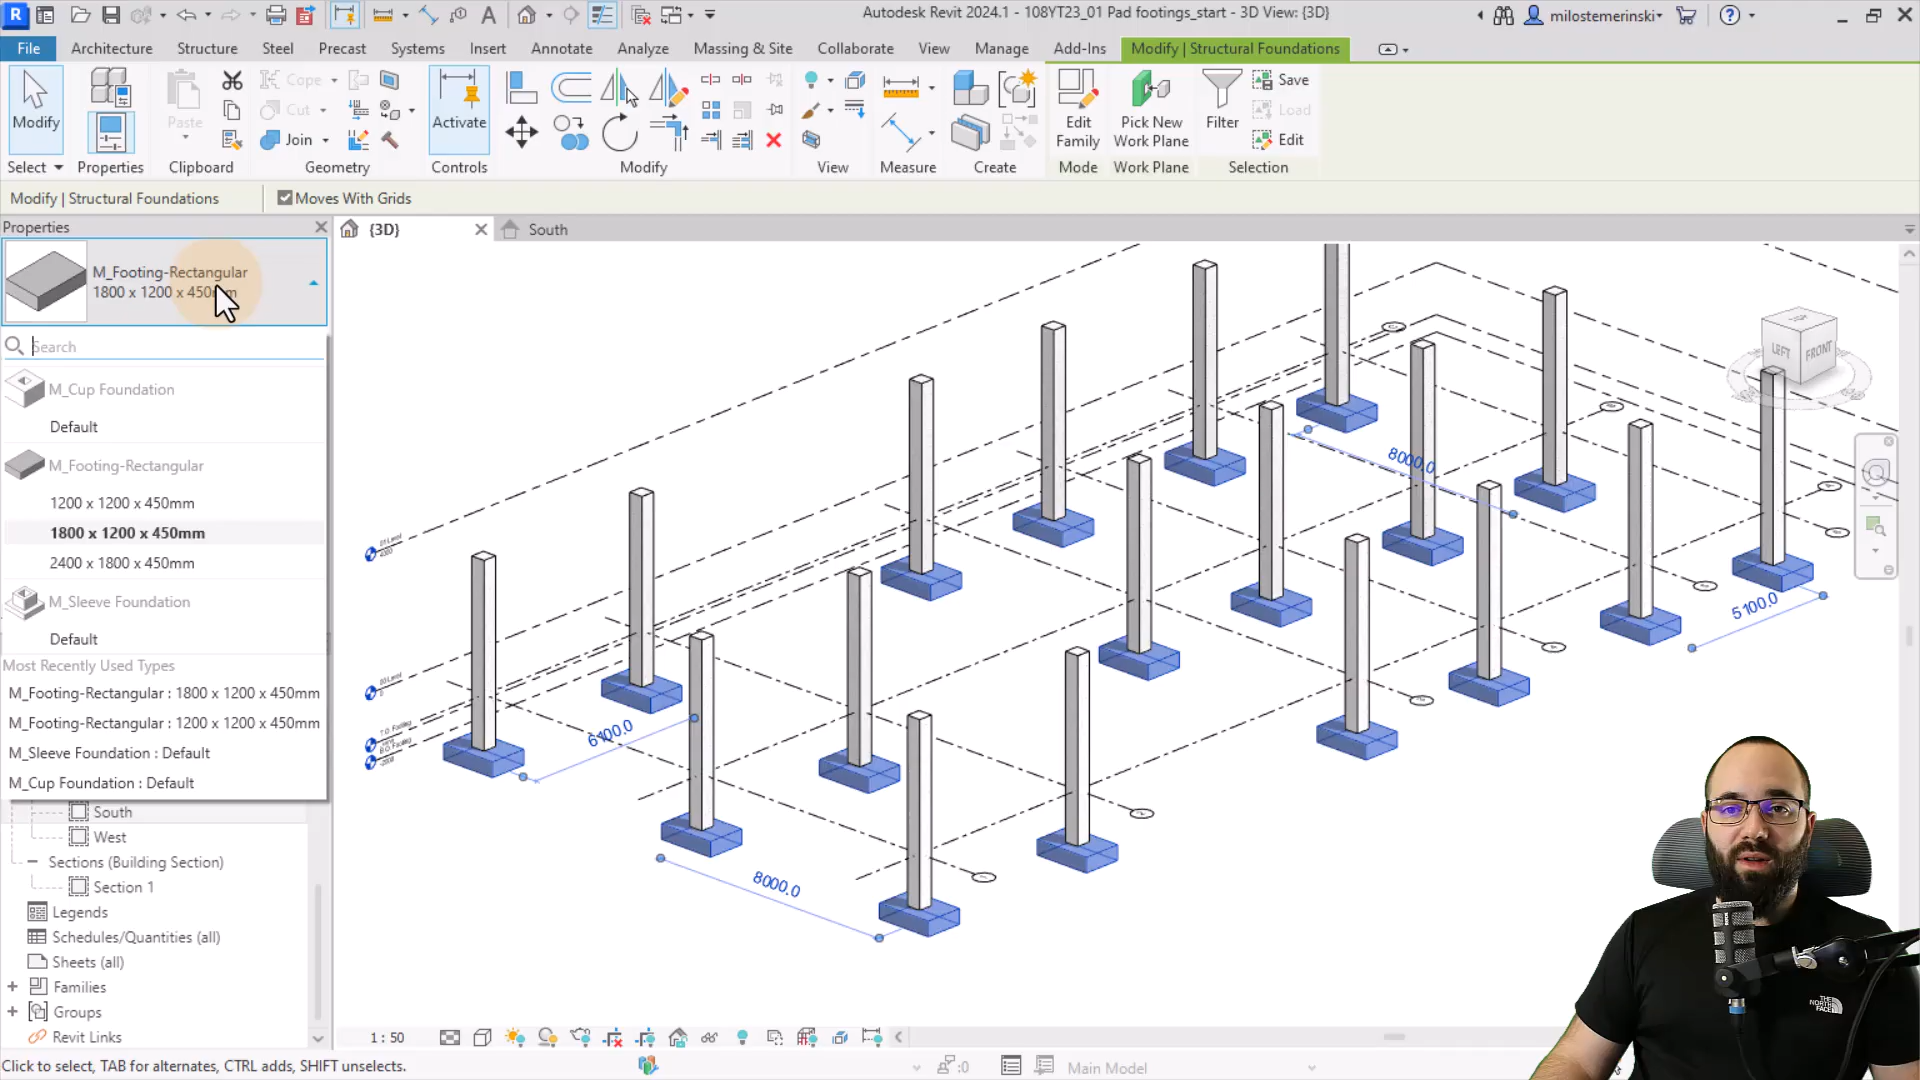 Autodesk Revit 2024.1 - 108YT23_01 Pad footings_start - 3D View: {3D}
milostemerinski
File
Architecture
Structure
Steel
Precast
Systems
Insert
Annotate
Analyze
Massing & Site
Collaborate
View
Manage
Add-Ins
Modify | Structural Foundations
Modify
Paste
Cope
Cut
Join
Activate
Edit Family
Pick New Work Plane
Filter
Save
Load
Edit
Select
Properties
Clipboard
Geometry
Controls
Modify
View
Measure
Create
Mode
Work Plane
Selection
Modify | Structural Foundations
Moves With Grids
Properties
{3D}
South
M_Footing-Rectangular
1800 x 1200 x 450mm
Search
M_Cup Foundation
Default
M_Footing-Rectangular
1200 x 1200 x 450mm
1800 x 1200 x 450mm
2400 x 1800 x 450mm
M_Sleeve Foundation
Default
Most Recently Used Types
M_Footing-Rectangular : 1800 x 1200 x 450mm
M_Footing-Rectangular : 1200 x 1200 x 450mm
M_Sleeve Foundation : Default
M_Cup Foundation : Default
South
West
Sections (Building Section)
Section 1
Legends
Schedules/Quantities (all)
Sheets (all)
Families
Groups
Revit Links
8000.0
5100.0
6100.0
8000.0
LEFT
FRONT
1 : 50
Click to select, TAB for alternates, CTRL adds, SHIFT unselects.
:0
Main Model
THE NORTH FACE